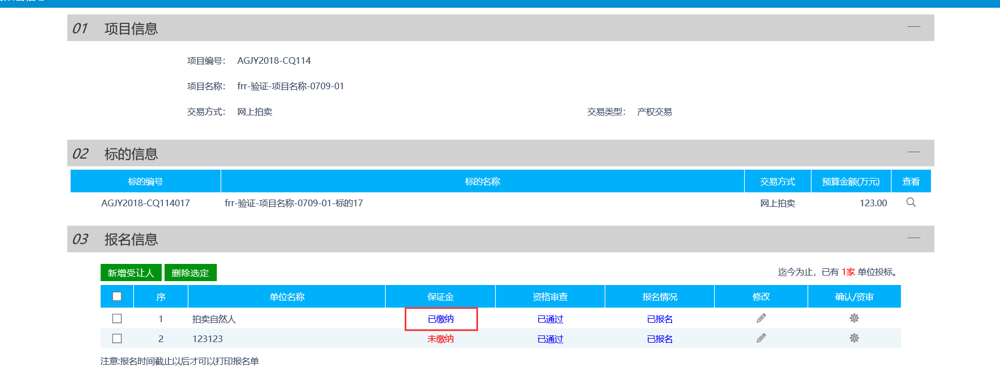 01 项目信息
项目编号： AGJY2018-CQ114
项目名称： frr-验证-项目名称-0709-01
交易方式： 网上拍卖 交易类型： 产权交易
02 标的信息
标的编号 标的名称 交易方式 预算金额(万元) 查看
AGJY2018-CQ114017 frr-验证-项目名称-0709-01-标的17 网上拍卖 123.00
03 报名信息
新增受让人 删除选定 迄今为止，已有 1家 单位投标。
序 单位名称 保证金 资格审查 报名情况 修改 确认/资审
1 拍卖自然人 已缴纳 已通过 已报名
2 123123 未缴纳 已通过 已报名
注意:报名时间截止以后才可以打印报名单